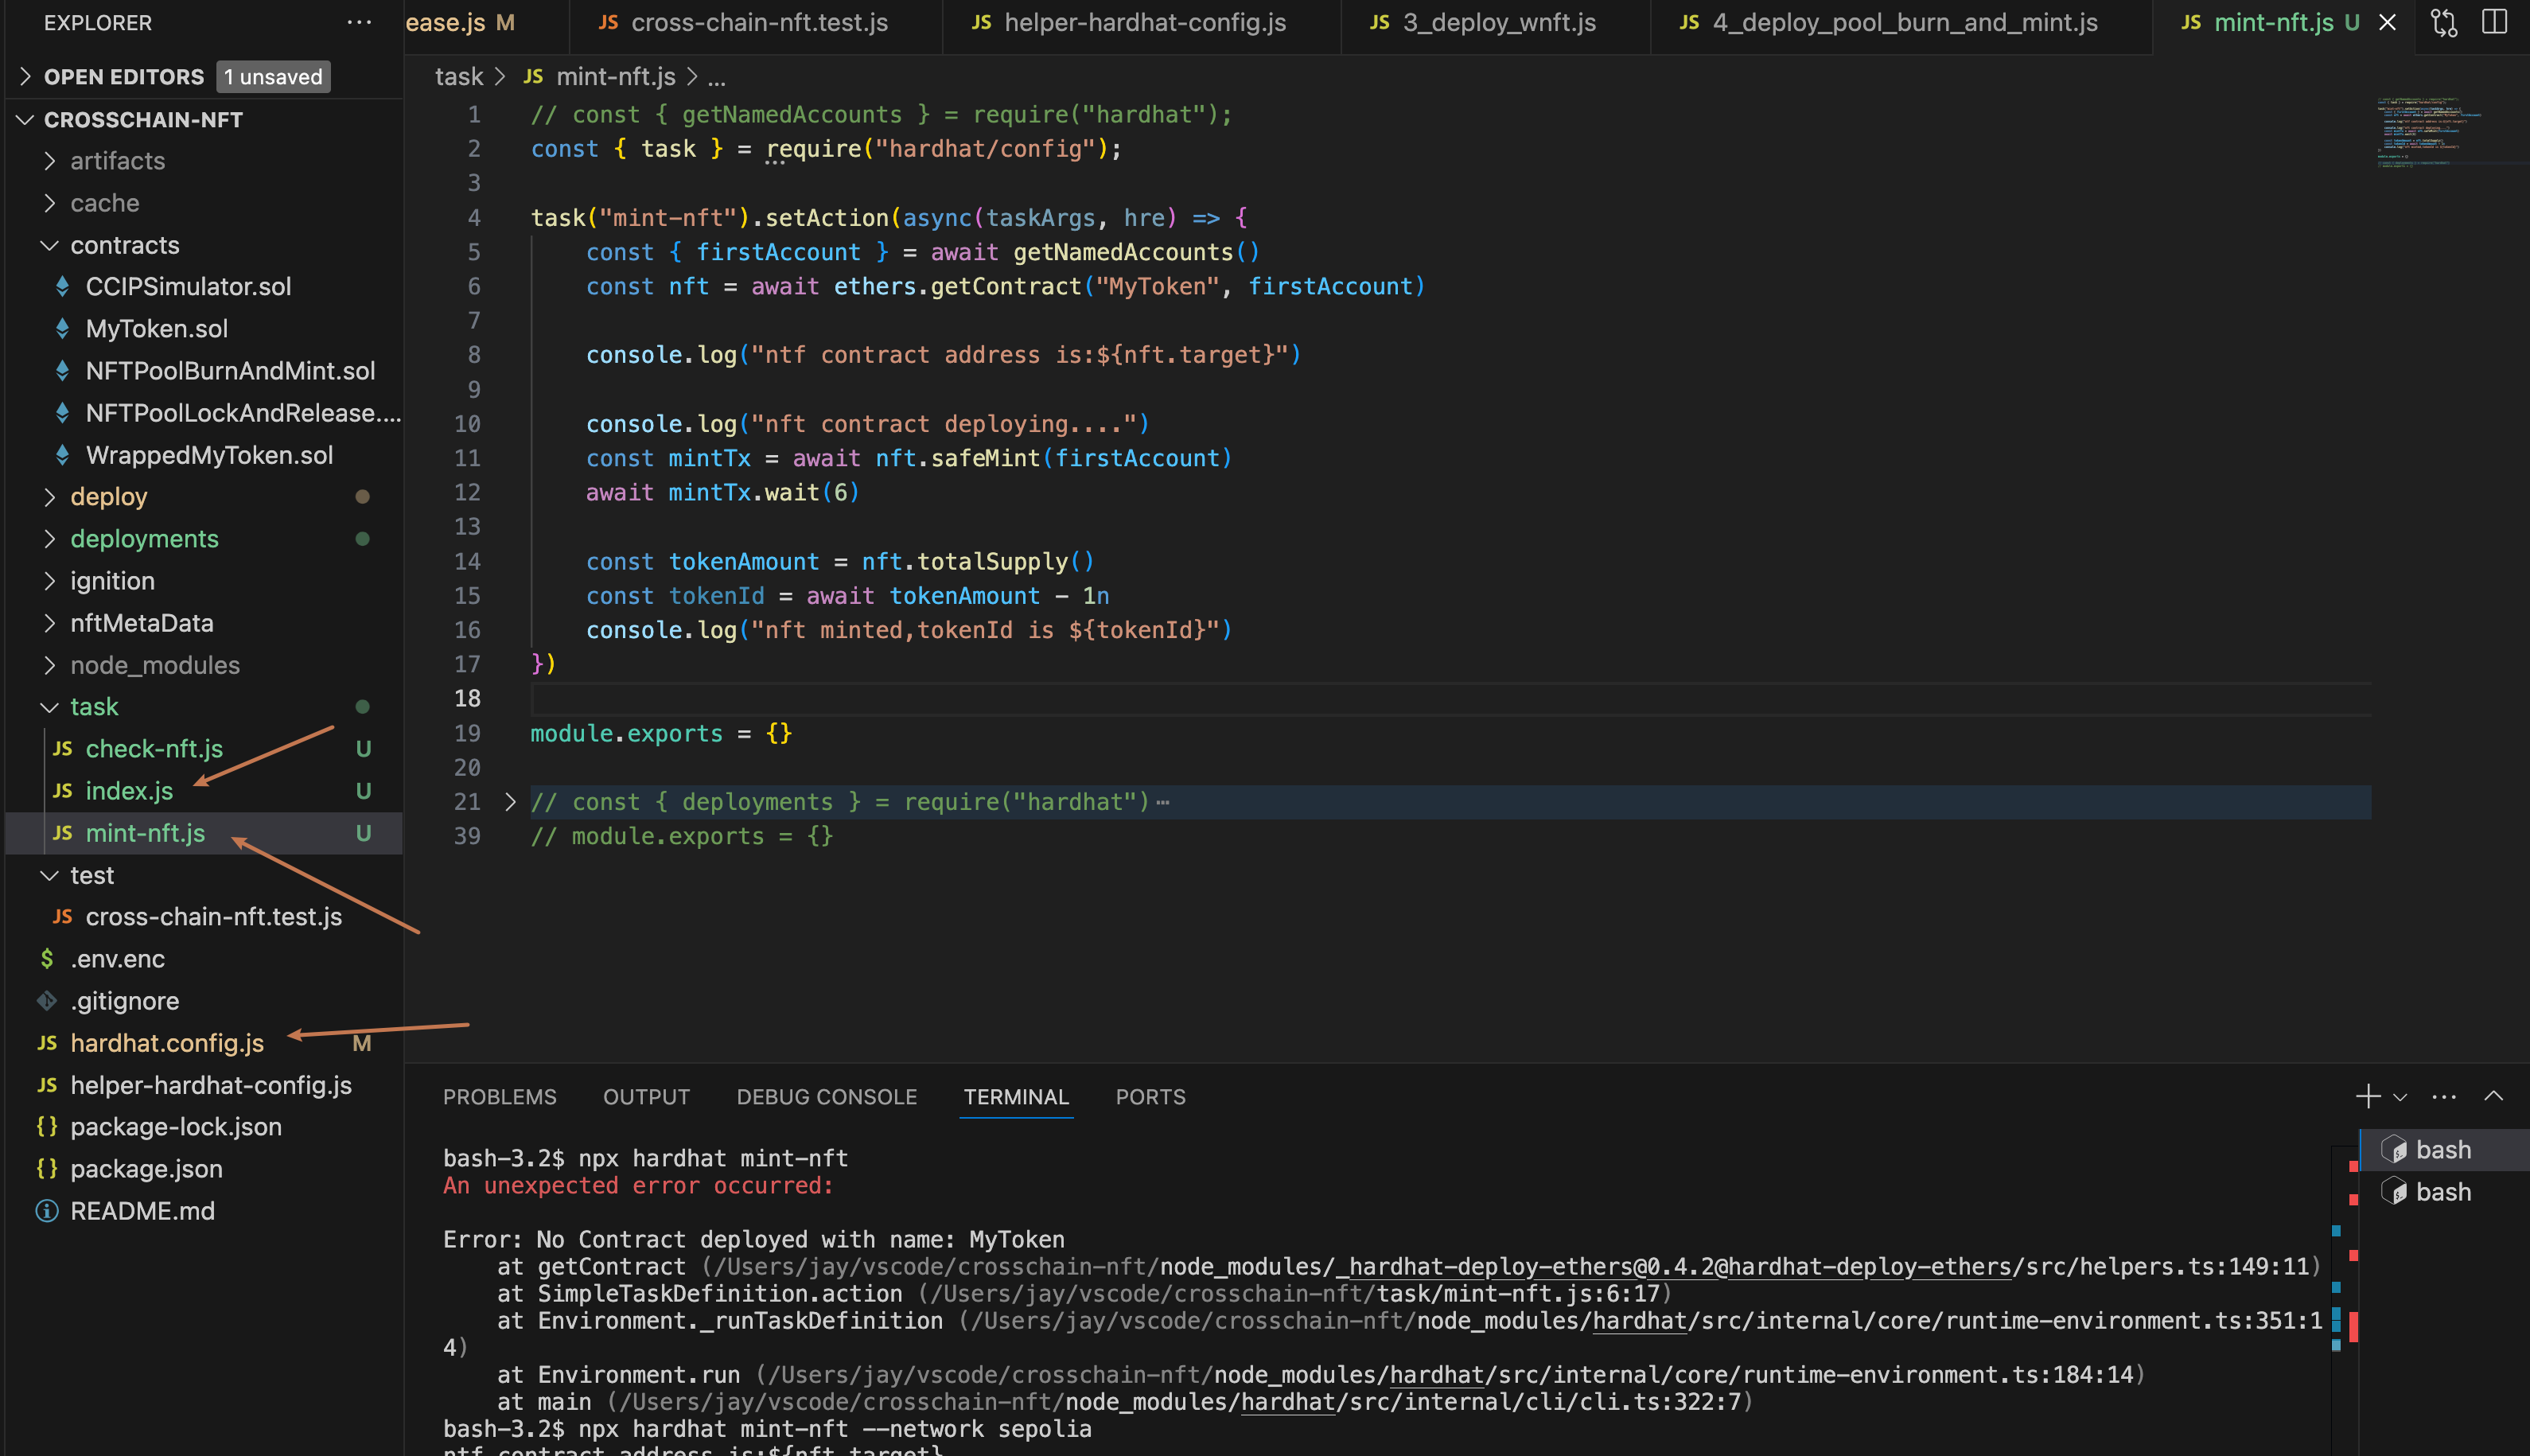 EXPLORER ···
ease.js M
JS cross-chain-nft.test.js
JS helper-hardhat-config.js
JS 3_deploy_wnft.js
JS 4_deploy_pool_burn_and_mint.js
JS mint-nft.js U
OPEN EDITORS 1 unsaved
CROSSCHAIN-NFT
artifacts
cache
contracts
CCIPSimulator.sol
MyToken.sol
NFTPoolBurnAndMint.sol
NFTPoolLockAndRelease....
WrappedMyToken.sol
deploy
deployments
ignition
nftMetaData
node_modules
task
JS check-nft.js U
JS index.js U
JS mint-nft.js U
test
JS cross-chain-nft.test.js
$ .env.enc
.gitignore
JS hardhat.config.js M
JS helper-hardhat-config.js
{} package-lock.json
{} package.json
README.md
task > JS mint-nft.js > ...
1 // const { getNamedAccounts } = require("hardhat");
2 const { task } = require("hardhat/config");
3
4 task("mint-nft").setAction(async(taskArgs, hre) => {
5 const { firstAccount } = await getNamedAccounts()
6 const nft = await ethers.getContract("MyToken", firstAccount)
7
8 console.log("ntf contract address is:${nft.target}")
9
10 console.log("nft contract deploying....")
11 const mintTx = await nft.safeMint(firstAccount)
12 await mintTx.wait(6)
13
14 const tokenAmount = nft.totalSupply()
15 const tokenId = await tokenAmount - 1n
16 console.log("nft minted,tokenId is ${tokenId}")
17 })
18
19 module.exports = {}
20
21 // const { deployments } = require("hardhat")···
39 // module.exports = {}
PROBLEMS OUTPUT DEBUG CONSOLE TERMINAL PORTS
bash-3.2$ npx hardhat mint-nft
An unexpected error occurred:
Error: No Contract deployed with name: MyToken
at getContract (/Users/jay/vscode/crosschain-nft/node_modules/_hardhat-deploy-ethers@0.4.2@hardhat-deploy-ethers/src/helpers.ts:149:11)
at SimpleTaskDefinition.action (/Users/jay/vscode/crosschain-nft/task/mint-nft.js:6:17)
at Environment._runTaskDefinition (/Users/jay/vscode/crosschain-nft/node_modules/hardhat/src/internal/core/runtime-environment.ts:351:1
4)
at Environment.run (/Users/jay/vscode/crosschain-nft/node_modules/hardhat/src/internal/core/runtime-environment.ts:184:14)
at main (/Users/jay/vscode/crosschain-nft/node_modules/hardhat/src/internal/cli/cli.ts:322:7)
bash-3.2$ npx hardhat mint-nft --network sepolia
ntf contract address is:${nft.target}
bash
bash